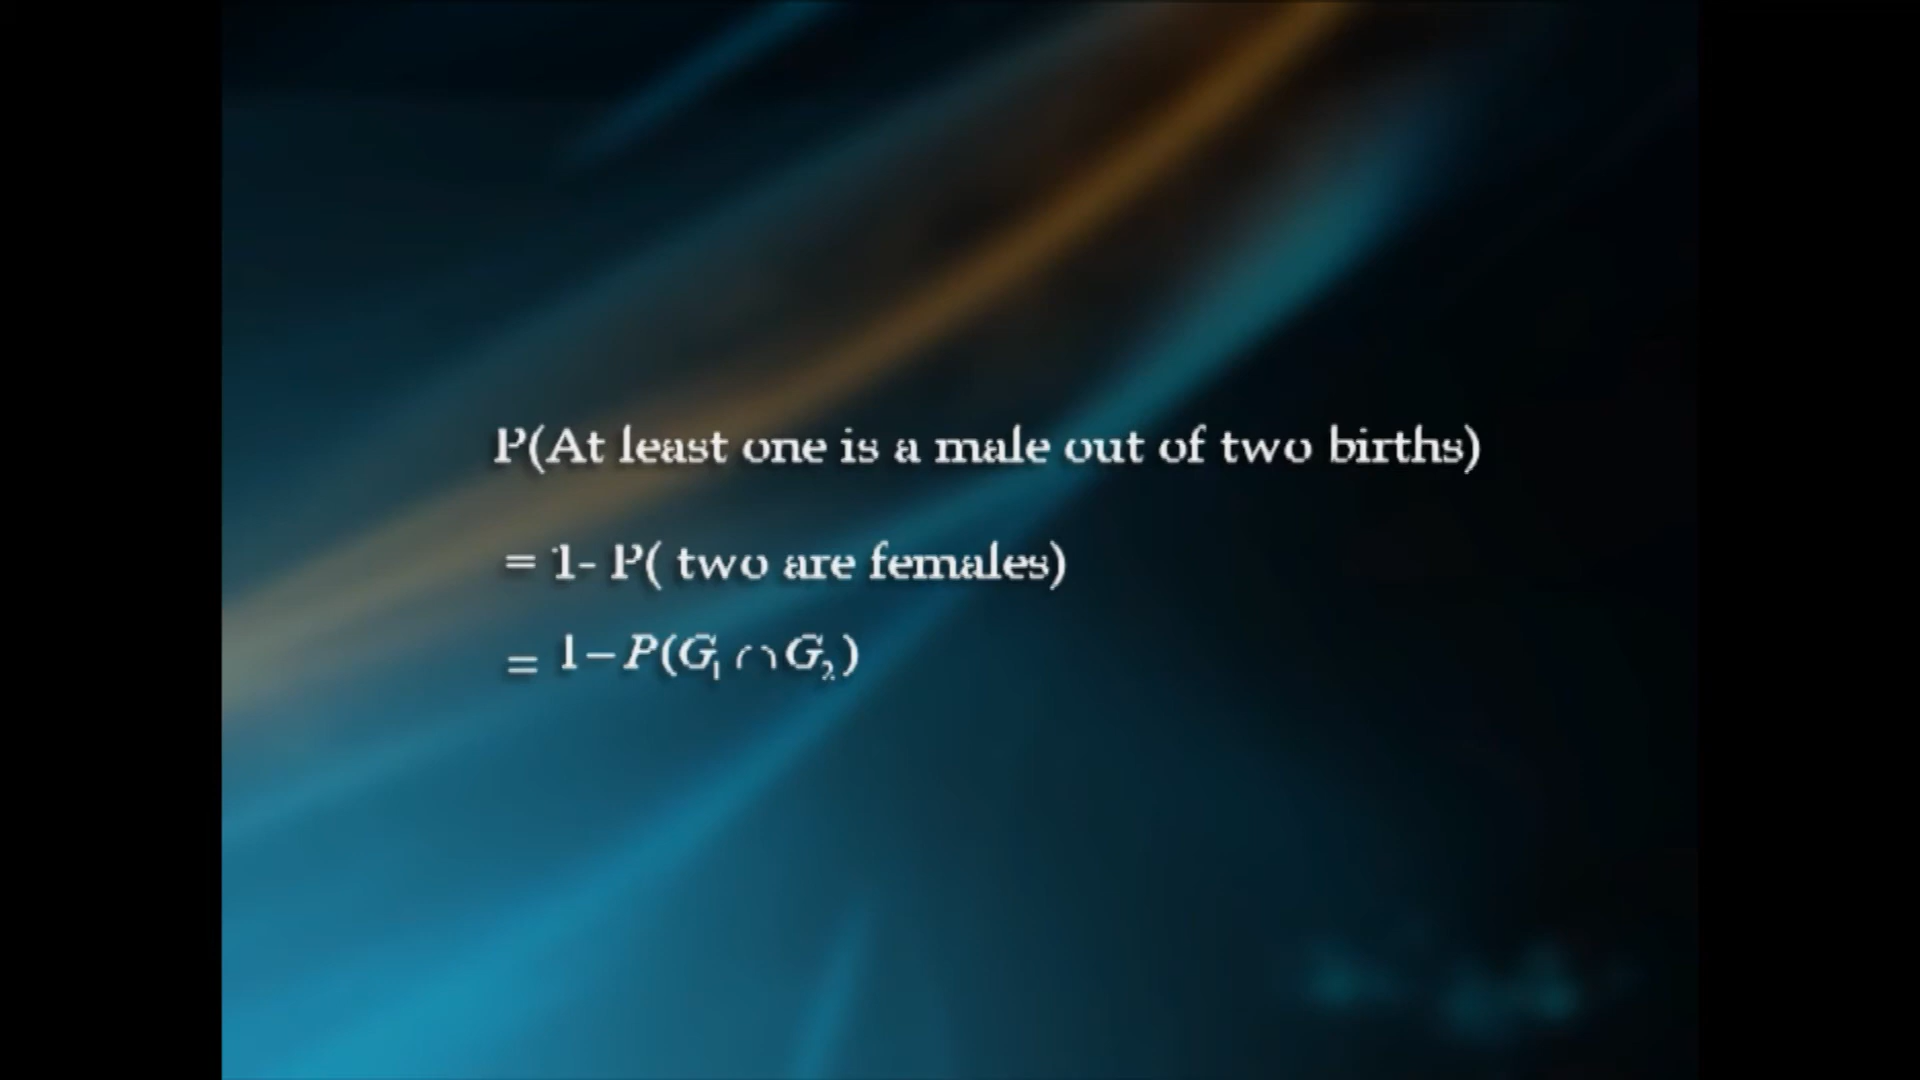 P(At least one is a male out of two births)
= 1- P( two are females)
= 1−P(G₁∩G₂)